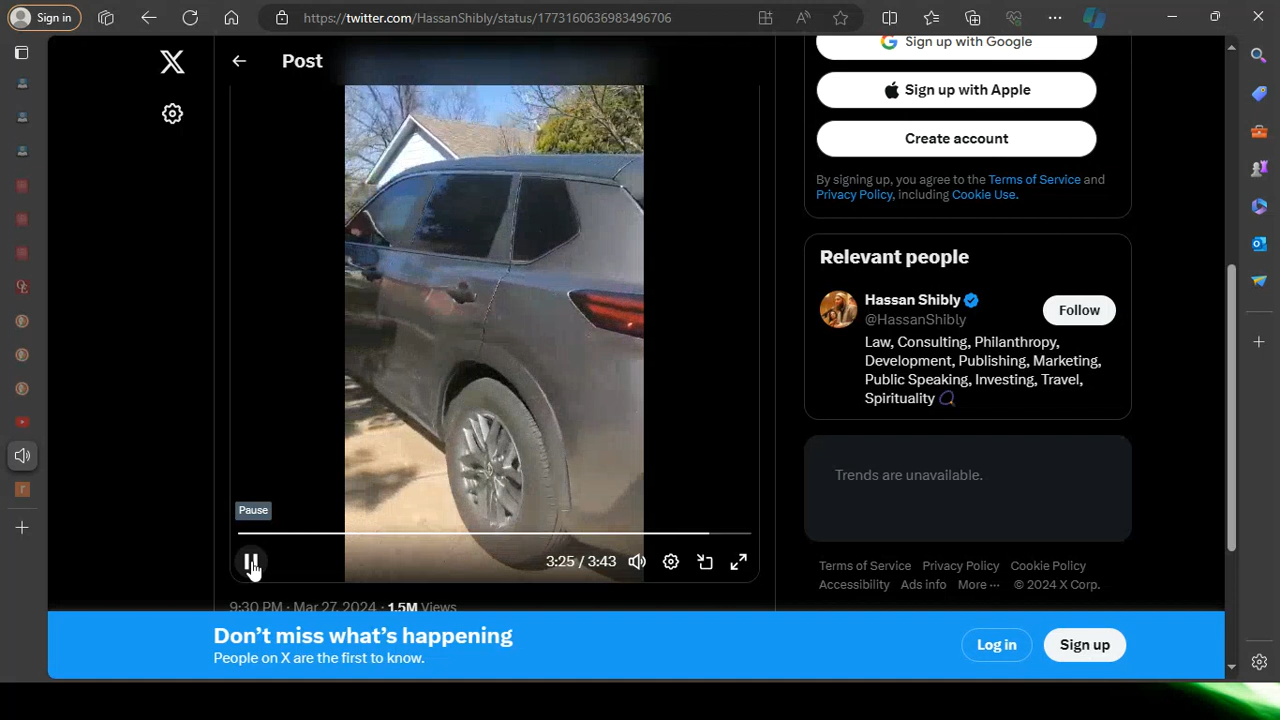 Sign in
https://twitter.com/HassanShibly/status/1773160636983496706
Post
Sign up with Google
Sign up with Apple
Create account
By signing up, you agree to the Terms of Service and
Privacy Policy, including Cookie Use.
Relevant people
Hassan Shibly
@HassanShibly
Follow
Law, Consulting, Philanthropy,
Development, Publishing, Marketing,
Public Speaking, Investing, Travel,
Spirituality
Trends are unavailable.
Pause
3:25 / 3:43
Terms of Service Privacy Policy Cookie Policy
Accessibility Ads info More ··· © 2024 X Corp.
9:30 PM · Mar 27, 2024 · 1.5M Views
Don’t miss what’s happening
People on X are the first to know.
Log in
Sign up